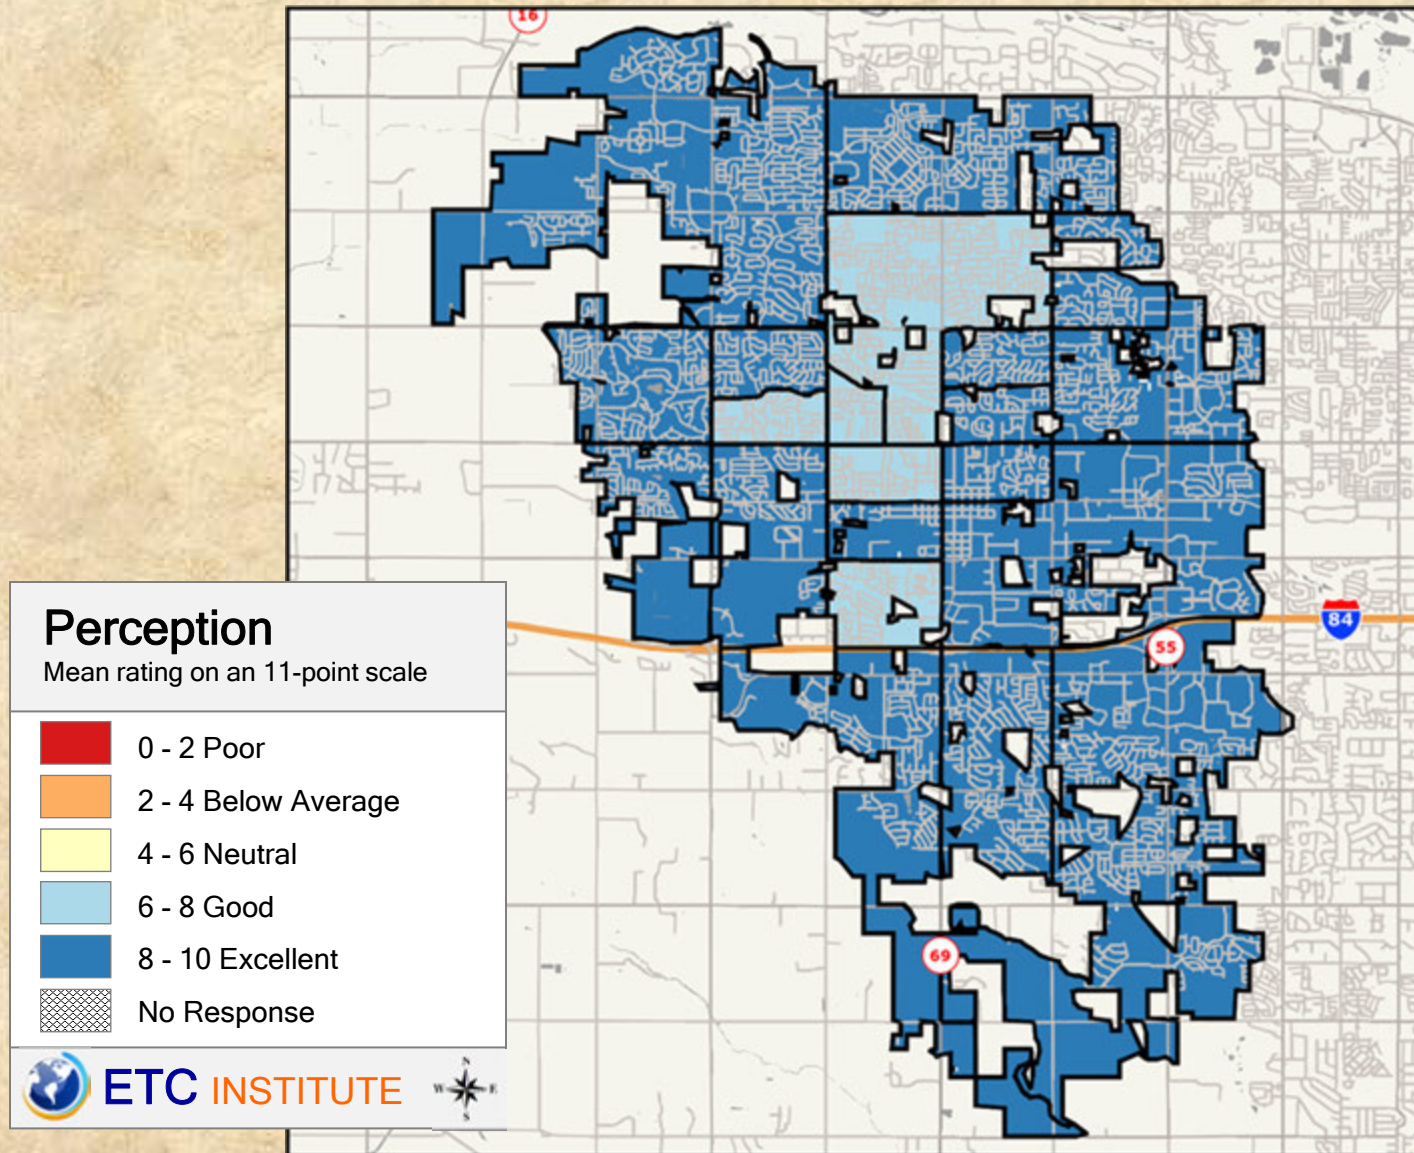 16
84
55
69
Perception
Mean rating on an 11-point scale
0 - 2 Poor
2 - 4 Below Average
4 - 6 Neutral
6 - 8 Good
8 - 10 Excellent
No Response
ETC INSTITUTE
N
W E
S